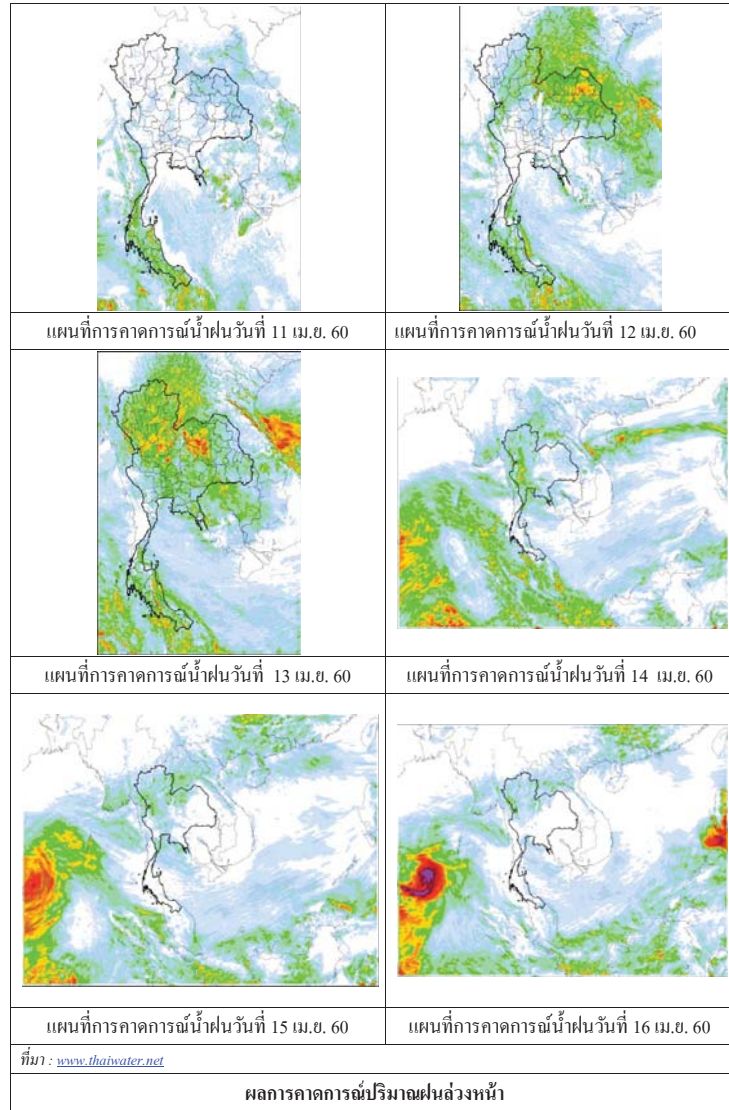 แผนที่การคาดการณ์น้ำฝนวันที่ 11 เม.ย. 60
แผนที่การคาดการณ์น้ำฝนวันที่ 12 เม.ย. 60
แผนที่การคาดการณ์น้ำฝนวันที่ 13 เม.ย. 60
แผนที่การคาดการณ์น้ำฝนวันที่ 14 เม.ย. 60
แผนที่การคาดการณ์น้ำฝนวันที่ 15 เม.ย. 60
แผนที่การคาดการณ์น้ำฝนวันที่ 16 เม.ย. 60
ที่มา : www.thaiwater.net
ผลการคาดการณ์ปริมาณฝนล่วงหน้า